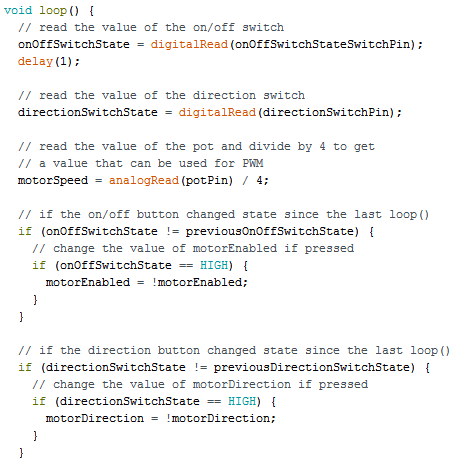 void loop() {
  // read the value of the on/off switch
  onOffSwitchState = digitalRead(onOffSwitchStateSwitchPin);
  delay(1);

  // read the value of the direction switch
  directionSwitchState = digitalRead(directionSwitchPin);

  // read the value of the pot and divide by 4 to get
  // a value that can be used for PWM
  motorSpeed = analogRead(potPin) / 4;

  // if the on/off button changed state since the last loop()
  if (onOffSwitchState != previousOnOffSwitchState) {
    // change the value of motorEnabled if pressed
    if (onOffSwitchState == HIGH) {
      motorEnabled = !motorEnabled;
    }
  }

  // if the direction button changed state since the last loop()
  if (directionSwitchState != previousDirectionSwitchState) {
    // change the value of motorDirection if pressed
    if (directionSwitchState == HIGH) {
      motorDirection = !motorDirection;
    }
  }